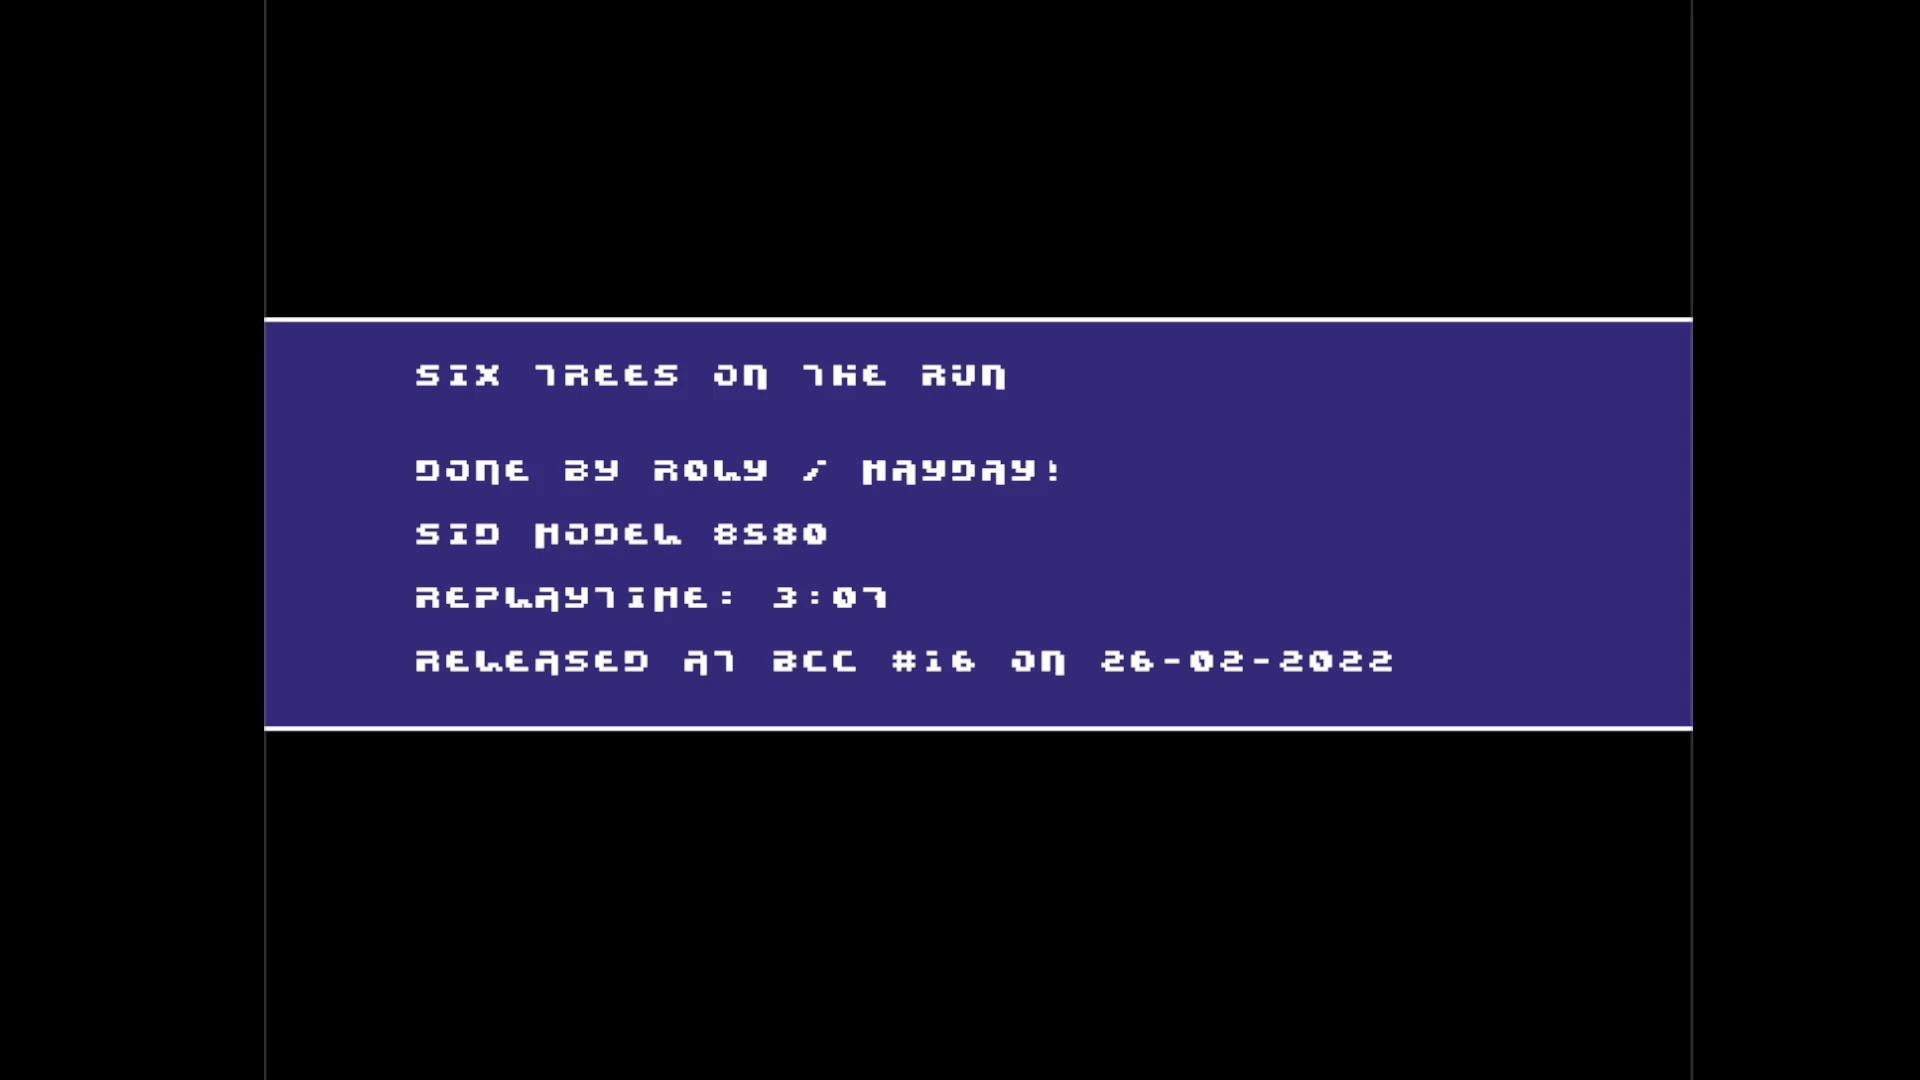 SIX TREES ON THE RUN
DONE BY ROLY / MAYDAY!
SID MODEL 8580
REPLAYTIME: 3:07
RELEASED AT BCC #16 ON 26-02-2022